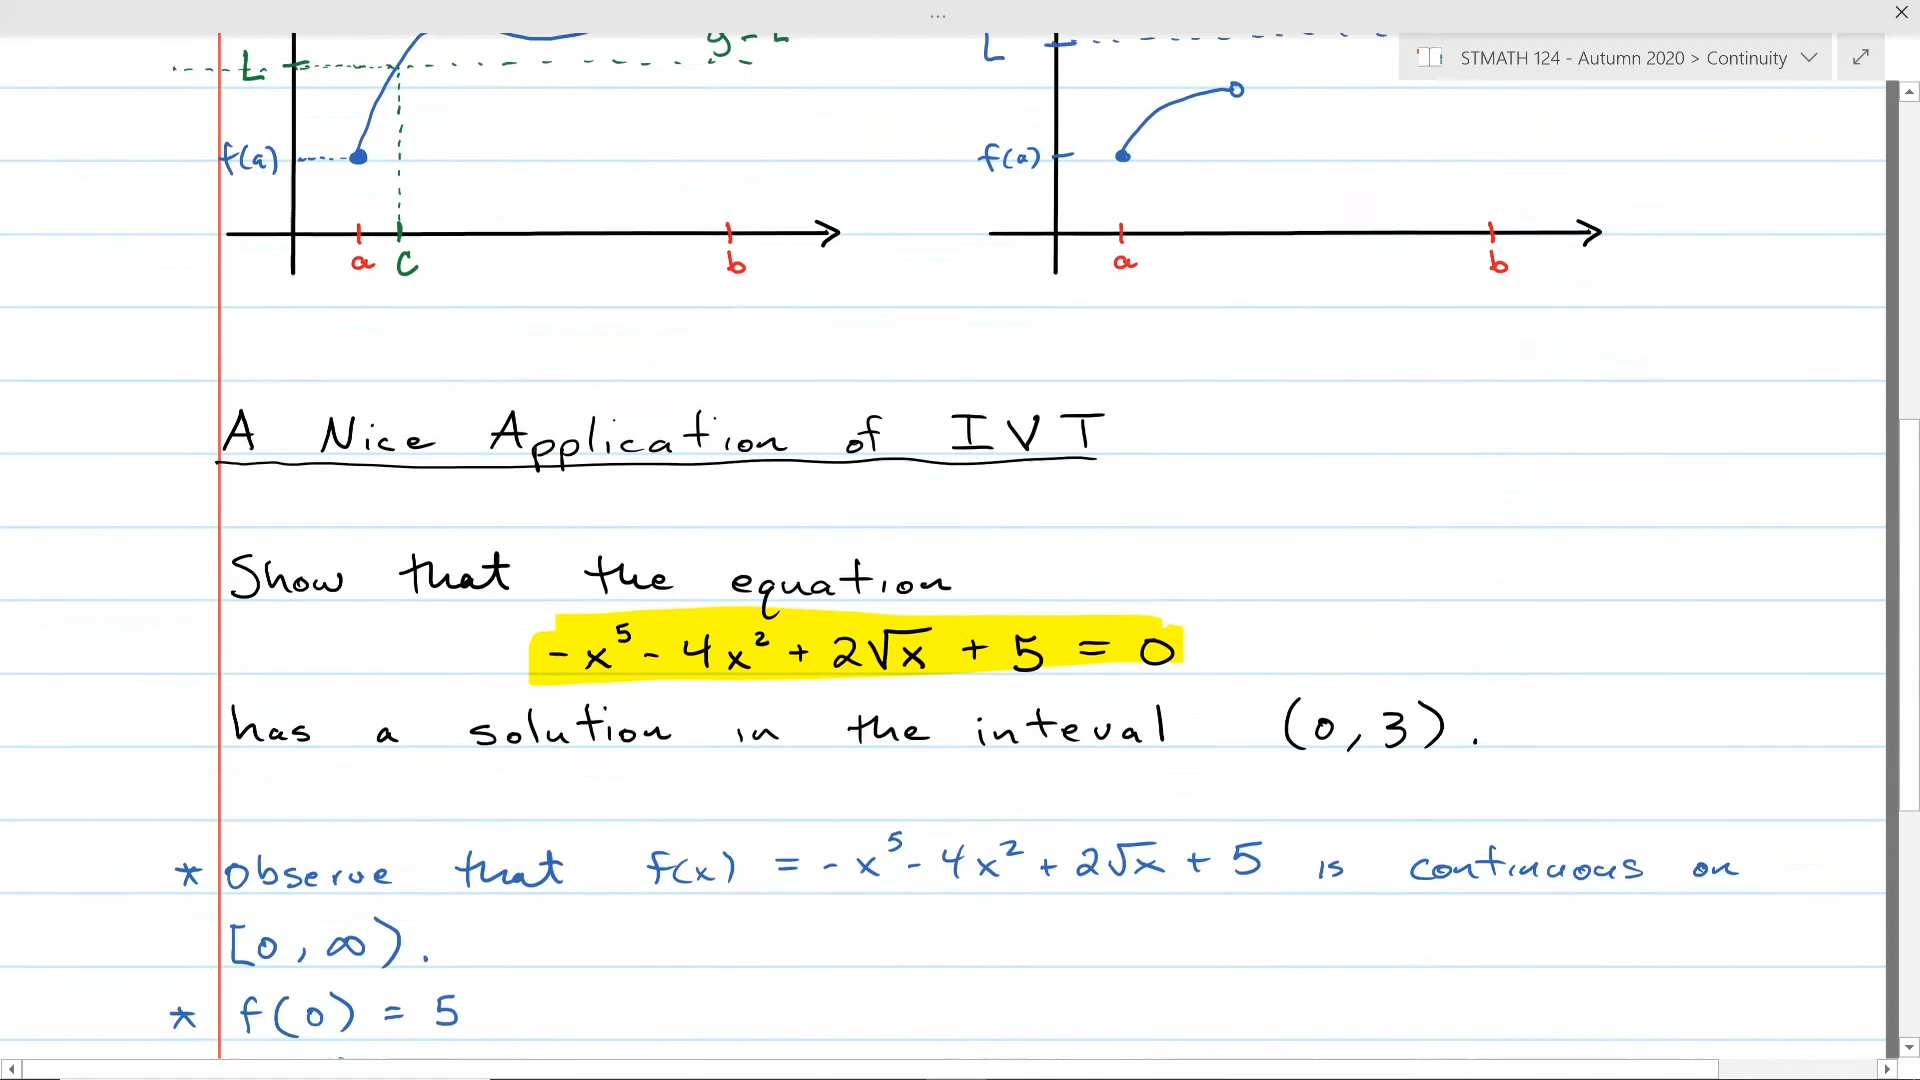 STMATH 124 - Autumn 2020 > Continuity
L
L
f(a)
f(a)
a c b
a b
A Nice Application of IVT
Show that the equation
-x⁵ - 4x² + 2√x + 5 = 0
has a solution in the inteval (0, 3).
* Observe that f(x) = -x⁵ - 4x² + 2√x + 5 is continuous on
[0, ∞).
* f(0) = 5